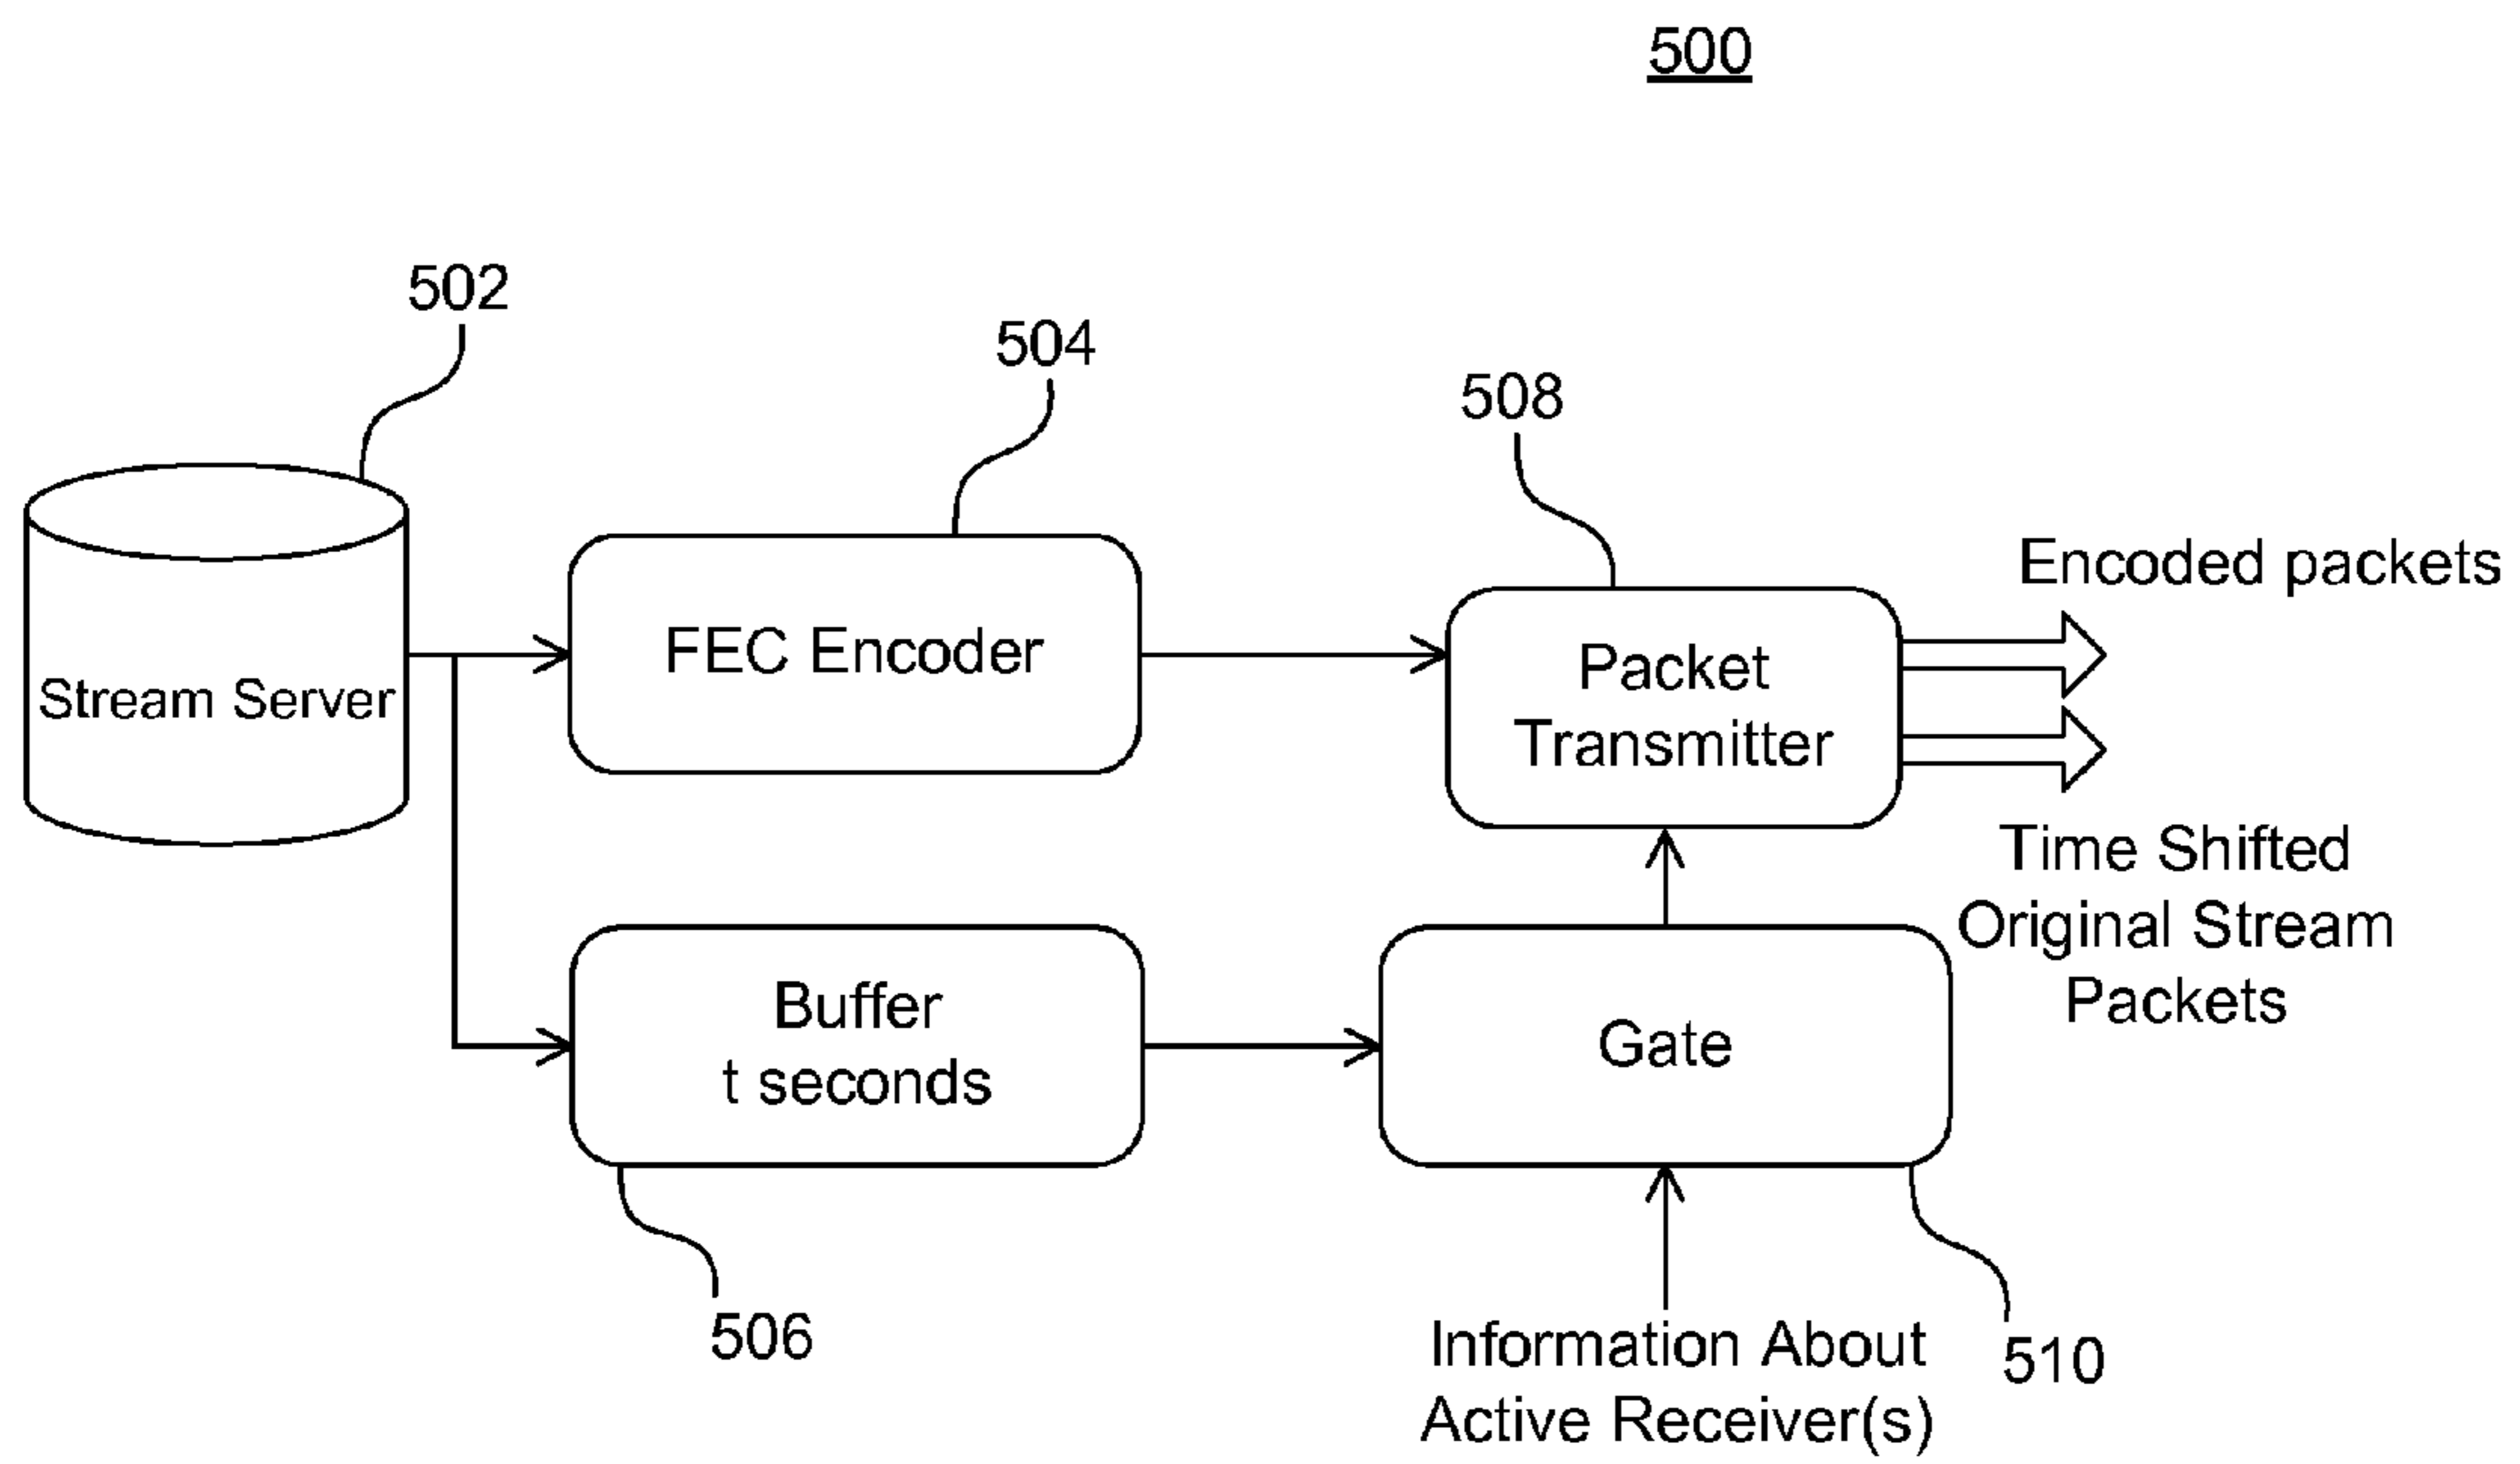 500
502
504
508
Encoded packets
FEC Encoder
Packet
Transmitter
Stream Server
Time Shifted
Original Stream
Packets
Buffer
t seconds
Gate
506
Information About
Active Receiver(s)
510